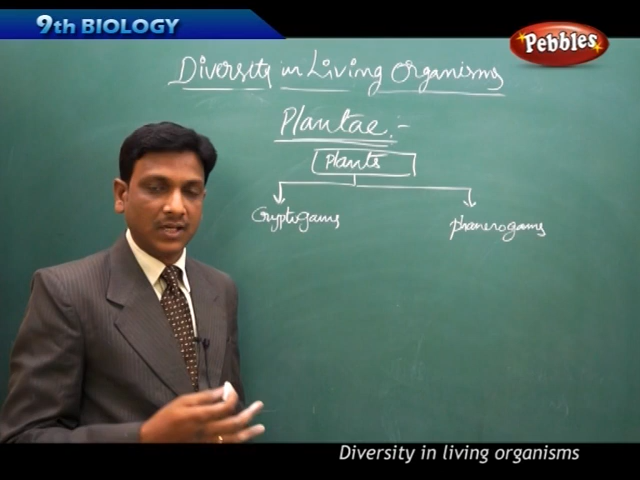 9th BIOLOGY
Pebbles
Diversity in Living Organisms
Plantae :-
Plants
Cryptogams
Phanerogams
Diversity in living organisms